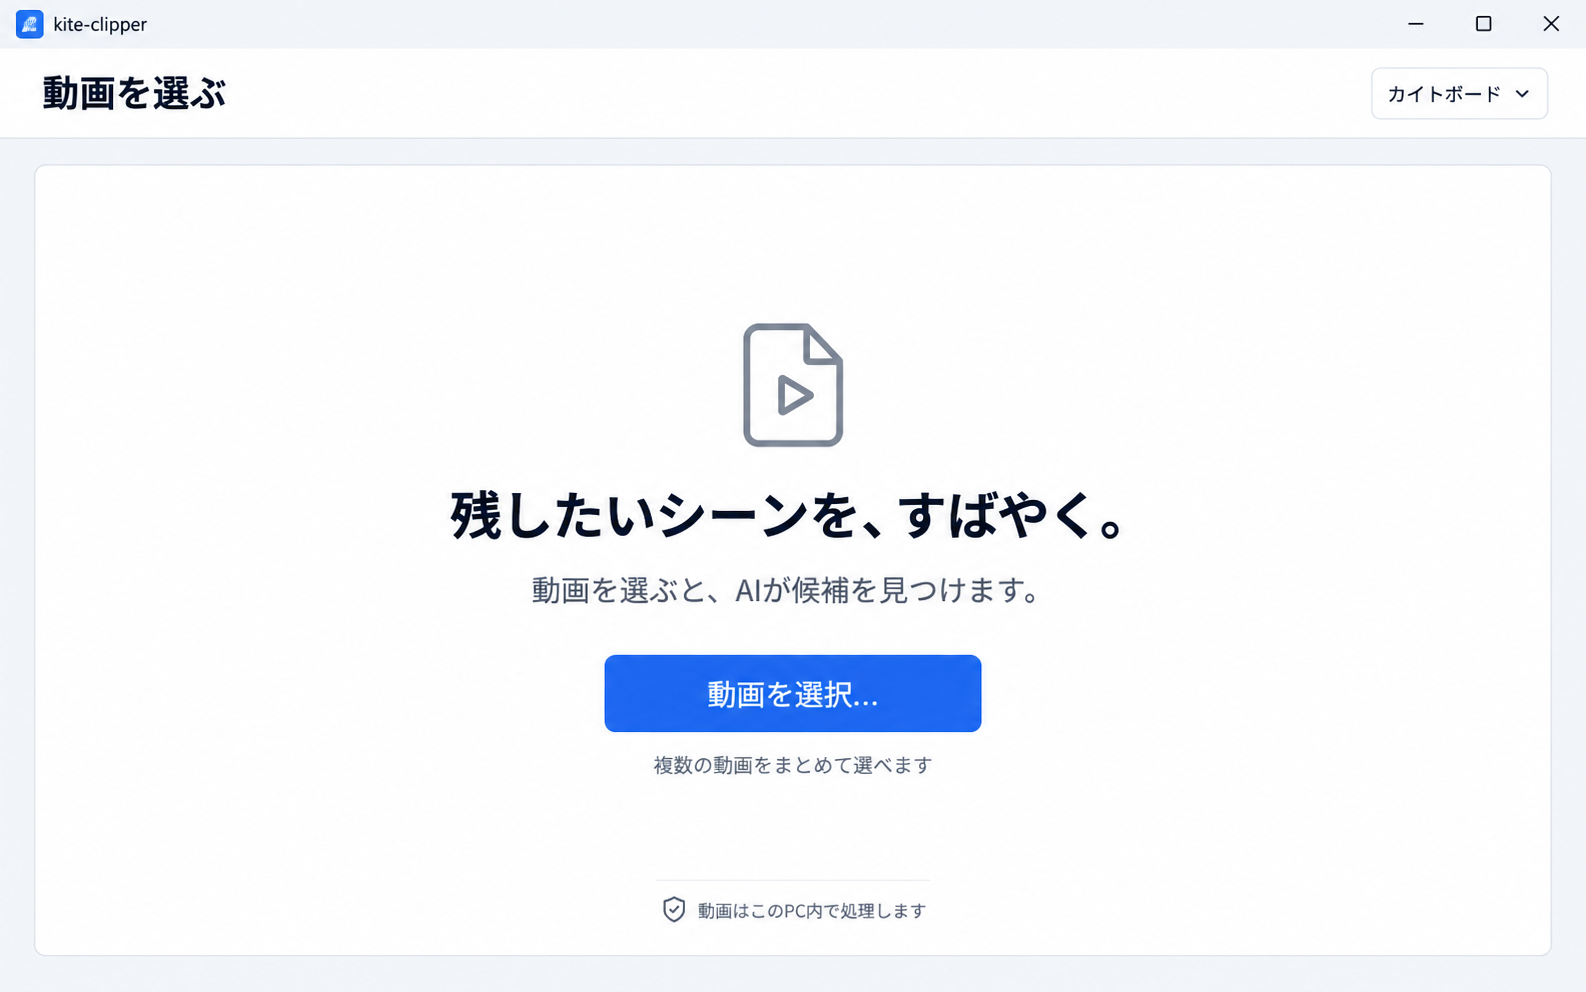 kite-clipper
動画を選ぶ
カイトボード
残したいシーンを、すばやく。
動画を選ぶと、AIが候補を見つけます。
動画を選択...
複数の動画をまとめて選べます
動画はこのPC内で処理します